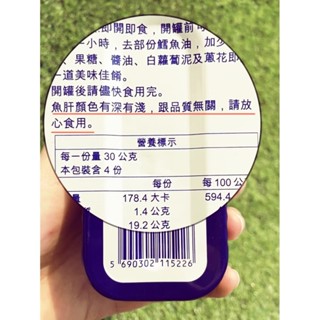 即開即食，開罐前可
一小時，去部份鱈魚油，
、果糖、醬油、白蘿蔔泥及蔥花即
一道美味佳餚。
開罐後請儘快食用完。
魚肝顏色有深有淺，跟品質無關，請放
心食用。
營養標示
每一份量 30 公克
本包裝含 4 份
每份 每 100 公
量 178.4 大卡 594.4
1.4 公克
19.2 公克
5 690302 115226